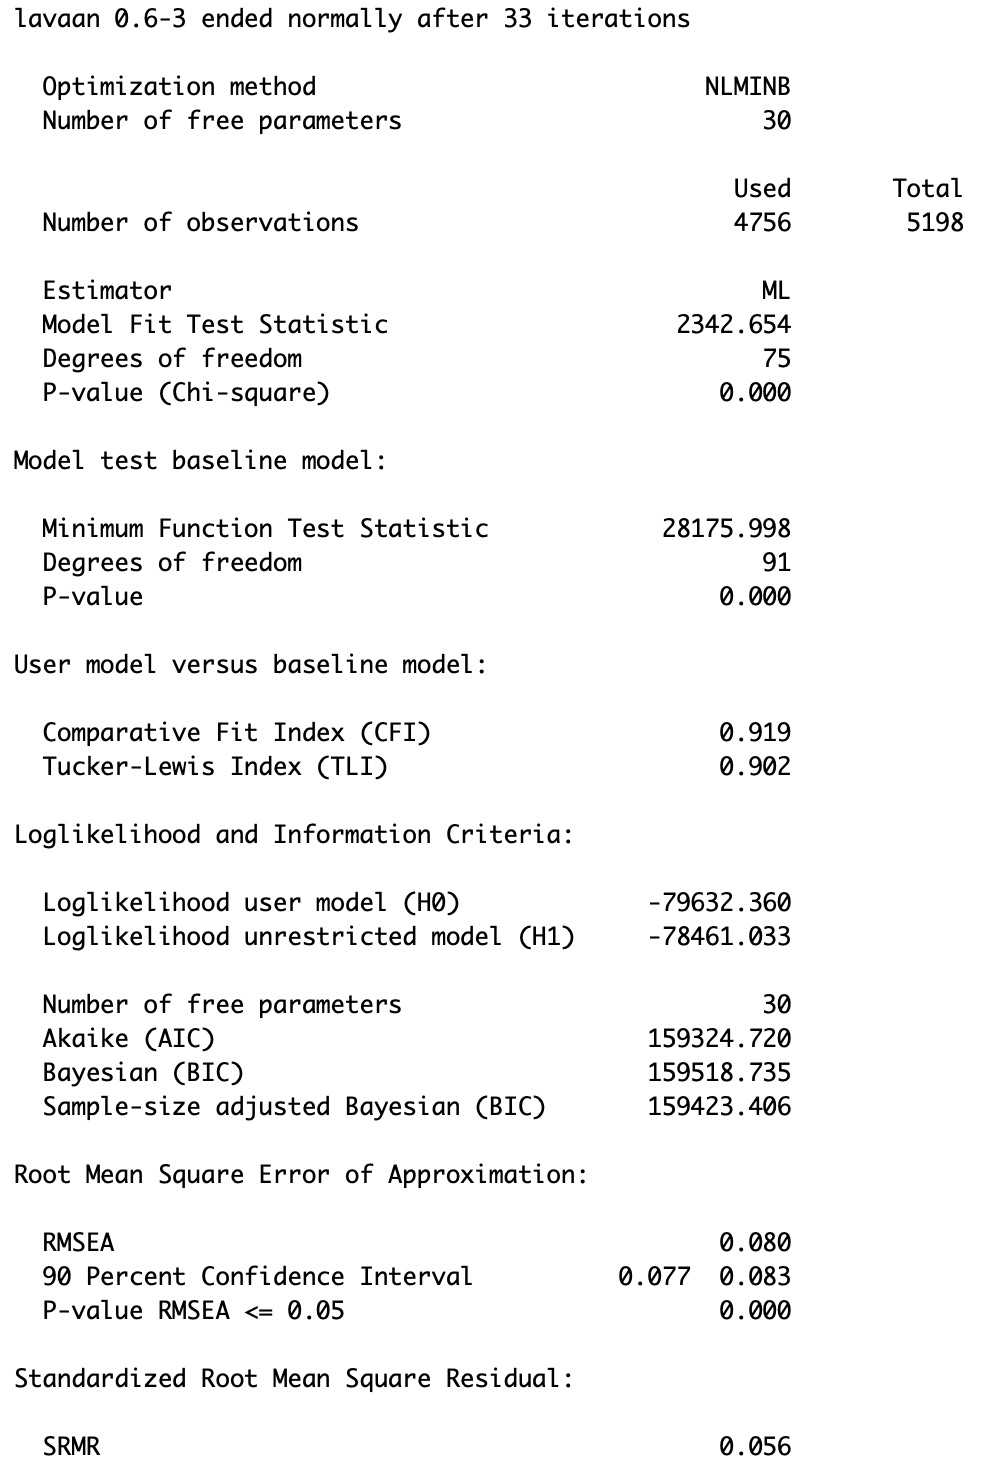 lavaan 0.6-3 ended normally after 33 iterations
Optimization method NLMINB
Number of free parameters 30
Used Total
Number of observations 4756 5198
Estimator ML
Model Fit Test Statistic 2342.654
Degrees of freedom 75
P-value (Chi-square) 0.000
Model test baseline model:
Minimum Function Test Statistic 28175.998
Degrees of freedom 91
P-value 0.000
User model versus baseline model:
Comparative Fit Index (CFI) 0.919
Tucker-Lewis Index (TLI) 0.902
Loglikelihood and Information Criteria:
Loglikelihood user model (H0) -79632.360
Loglikelihood unrestricted model (H1) -78461.033
Number of free parameters 30
Akaike (AIC) 159324.720
Bayesian (BIC) 159518.735
Sample-size adjusted Bayesian (BIC) 159423.406
Root Mean Square Error of Approximation:
RMSEA 0.080
90 Percent Confidence Interval 0.077 0.083
P-value RMSEA <= 0.05 0.000
Standardized Root Mean Square Residual:
SRMR 0.056